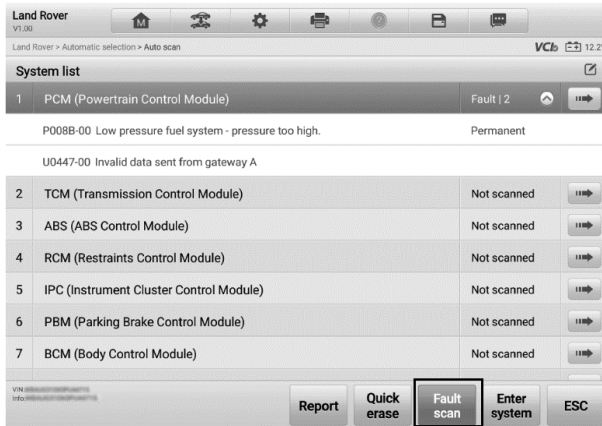 Land Rover
V1.00
M
Land Rover > Automatic selection > Auto scan
VCI 12.2
System list
1 PCM (Powertrain Control Module) Fault | 2
P008B-00 Low pressure fuel system - pressure too high. Permanent
U0447-00 Invalid data sent from gateway A
2 TCM (Transmission Control Module) Not scanned
3 ABS (ABS Control Module) Not scanned
4 RCM (Restraints Control Module) Not scanned
5 IPC (Instrument Cluster Control Module) Not scanned
6 PBM (Parking Brake Control Module) Not scanned
7 BCM (Body Control Module) Not scanned
VIN:
Info:
Report Quick erase Fault scan Enter system ESC